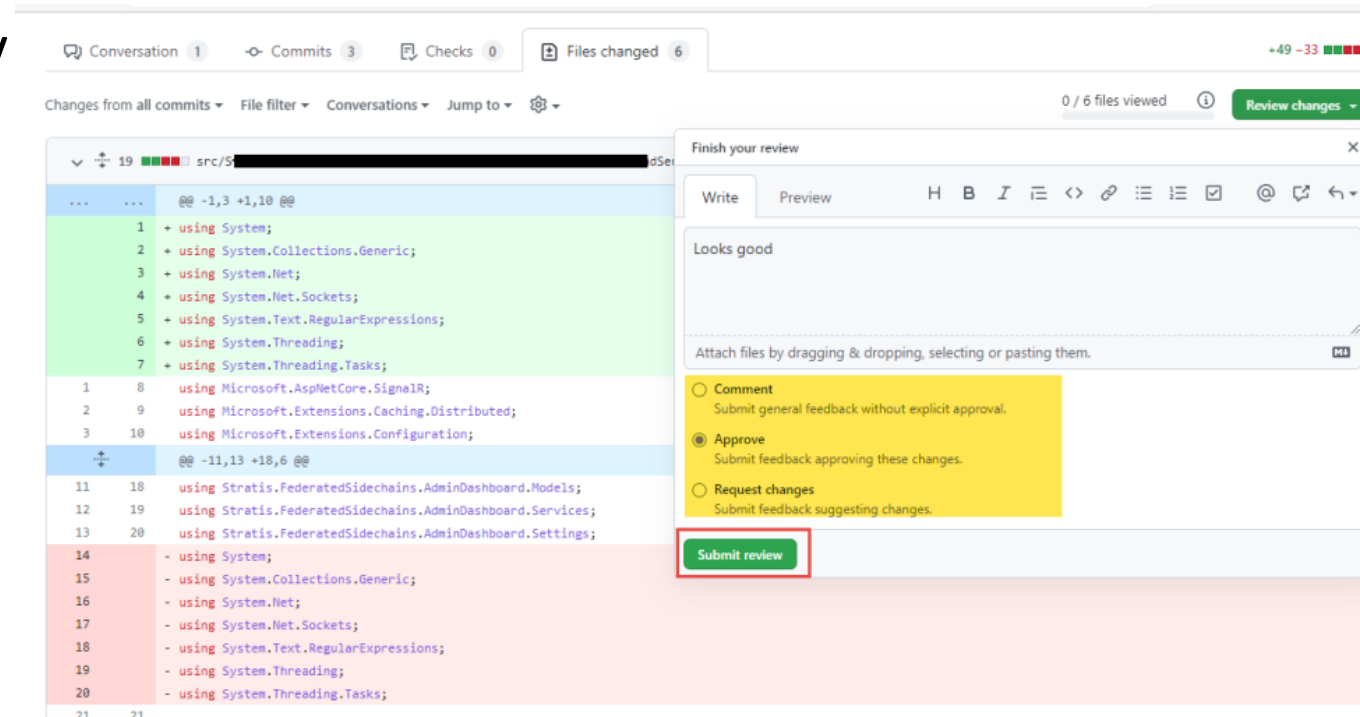 y
Conversation 1 Commits 3 Checks 0 Files changed 6 +49 −33
Changes from all commits File filter Conversations Jump to 0 / 6 files viewed Review changes
19 src/S dSe
Finish your review
Write Preview
Looks good
Attach files by dragging & dropping, selecting or pasting them.
Comment
Submit general feedback without explicit approval.
Approve
Submit feedback approving these changes.
Request changes
Submit feedback suggesting changes.
Submit review
... ... @@ -1,3 +1,10 @@
1 + using System;
2 + using System.Collections.Generic;
3 + using System.Net;
4 + using System.Net.Sockets;
5 + using System.Text.RegularExpressions;
6 + using System.Threading;
7 + using System.Threading.Tasks;
1 8 using Microsoft.AspNetCore.SignalR;
2 9 using Microsoft.Extensions.Caching.Distributed;
3 10 using Microsoft.Extensions.Configuration;
@@ -11,13 +18,6 @@
11 18 using Stratis.FederatedSidechains.AdminDashboard.Models;
12 19 using Stratis.FederatedSidechains.AdminDashboard.Services;
13 20 using Stratis.FederatedSidechains.AdminDashboard.Settings;
14 - using System;
15 - using System.Collections.Generic;
16 - using System.Net;
17 - using System.Net.Sockets;
18 - using System.Text.RegularExpressions;
19 - using System.Threading;
20 - using System.Threading.Tasks;
21 21